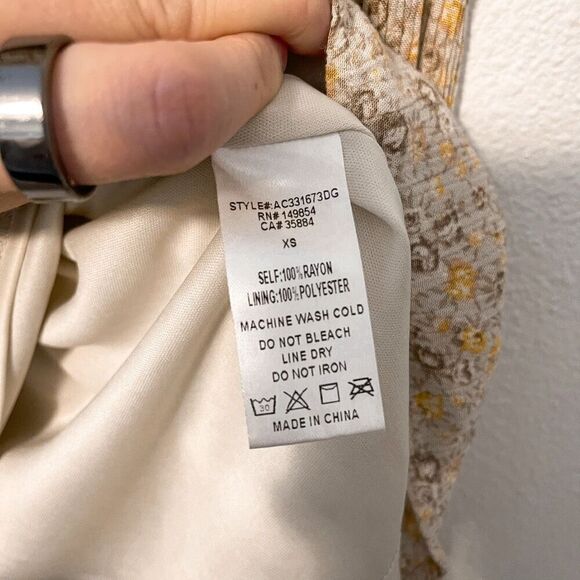 STYLE#:AC331673DG
RN# 149854
CA# 35884
XS
SELF:100%RAYON
LINING:100%POLYESTER
MACHINE WASH COLD
DO NOT BLEACH
LINE DRY
DO NOT IRON
30
MADE IN CHINA